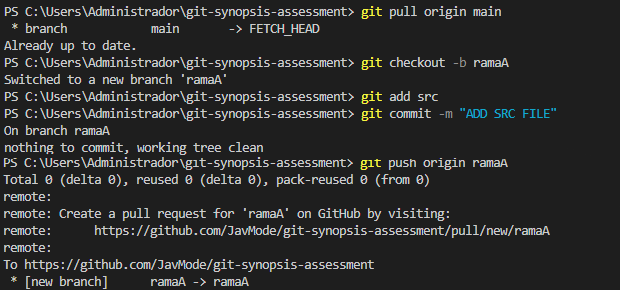 PS C:\Users\Administrador\git-synopsis-assessment> git pull origin main
 * branch            main       -> FETCH_HEAD
Already up to date.
PS C:\Users\Administrador\git-synopsis-assessment> git checkout -b ramaA
Switched to a new branch 'ramaA'
PS C:\Users\Administrador\git-synopsis-assessment> git add src
PS C:\Users\Administrador\git-synopsis-assessment> git commit -m "ADD SRC FILE"
On branch ramaA
nothing to commit, working tree clean
PS C:\Users\Administrador\git-synopsis-assessment> git push origin ramaA
Total 0 (delta 0), reused 0 (delta 0), pack-reused 0 (from 0)
remote:
remote: Create a pull request for 'ramaA' on GitHub by visiting:
remote:      https://github.com/JavMode/git-synopsis-assessment/pull/new/ramaA
remote:
To https://github.com/JavMode/git-synopsis-assessment
 * [new branch]      ramaA -> ramaA